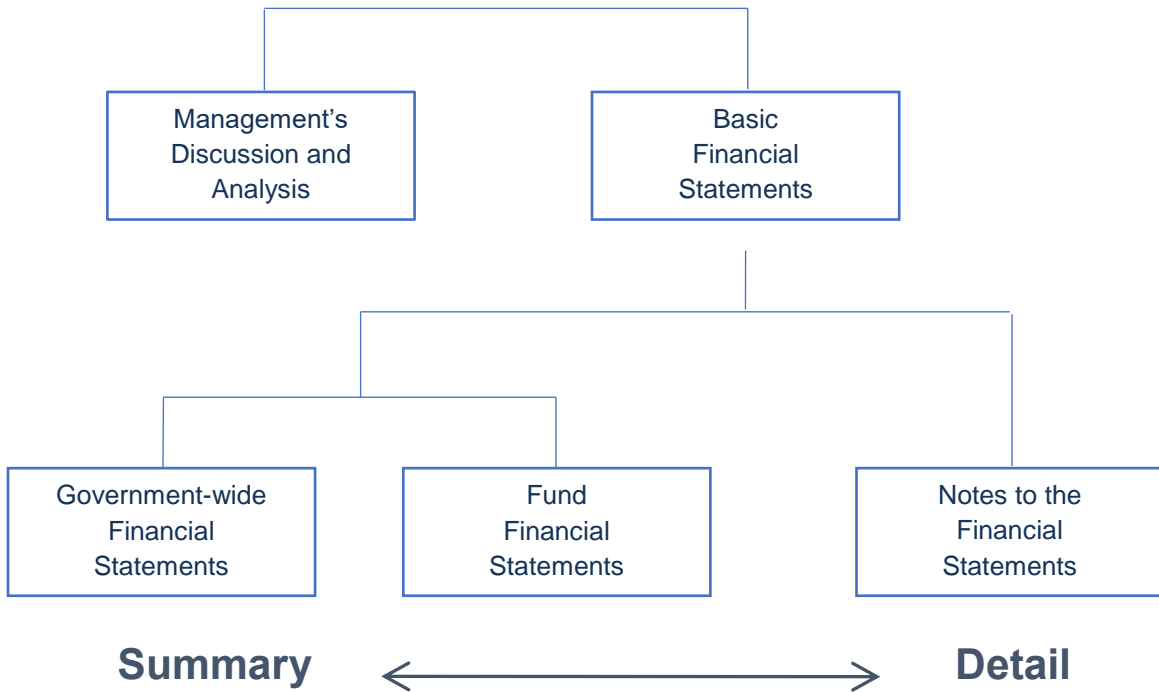 Management’s
Discussion and
Analysis
Basic
Financial
Statements
Government-wide
Financial
Statements
Fund
Financial
Statements
Notes to the
Financial
Statements
Summary
Detail